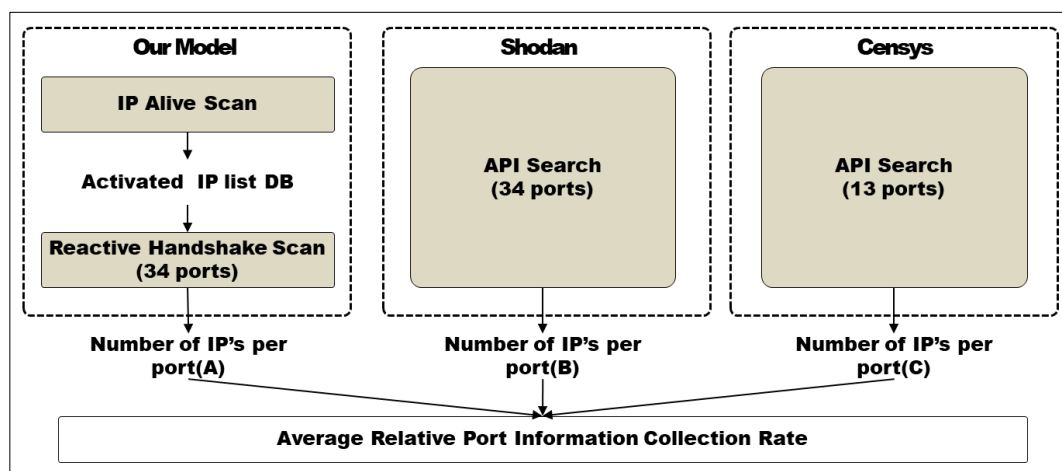 Our Model
IP Alive Scan
Activated IP list DB
Reactive Handshake Scan
(34 ports)
Number of IP's per
port(A)
Shodan
API Search
(34 ports)
Number of IP's per
port(B)
Censys
API Search
(13 ports)
Number of IP's per
port(C)
Average Relative Port Information Collection Rate